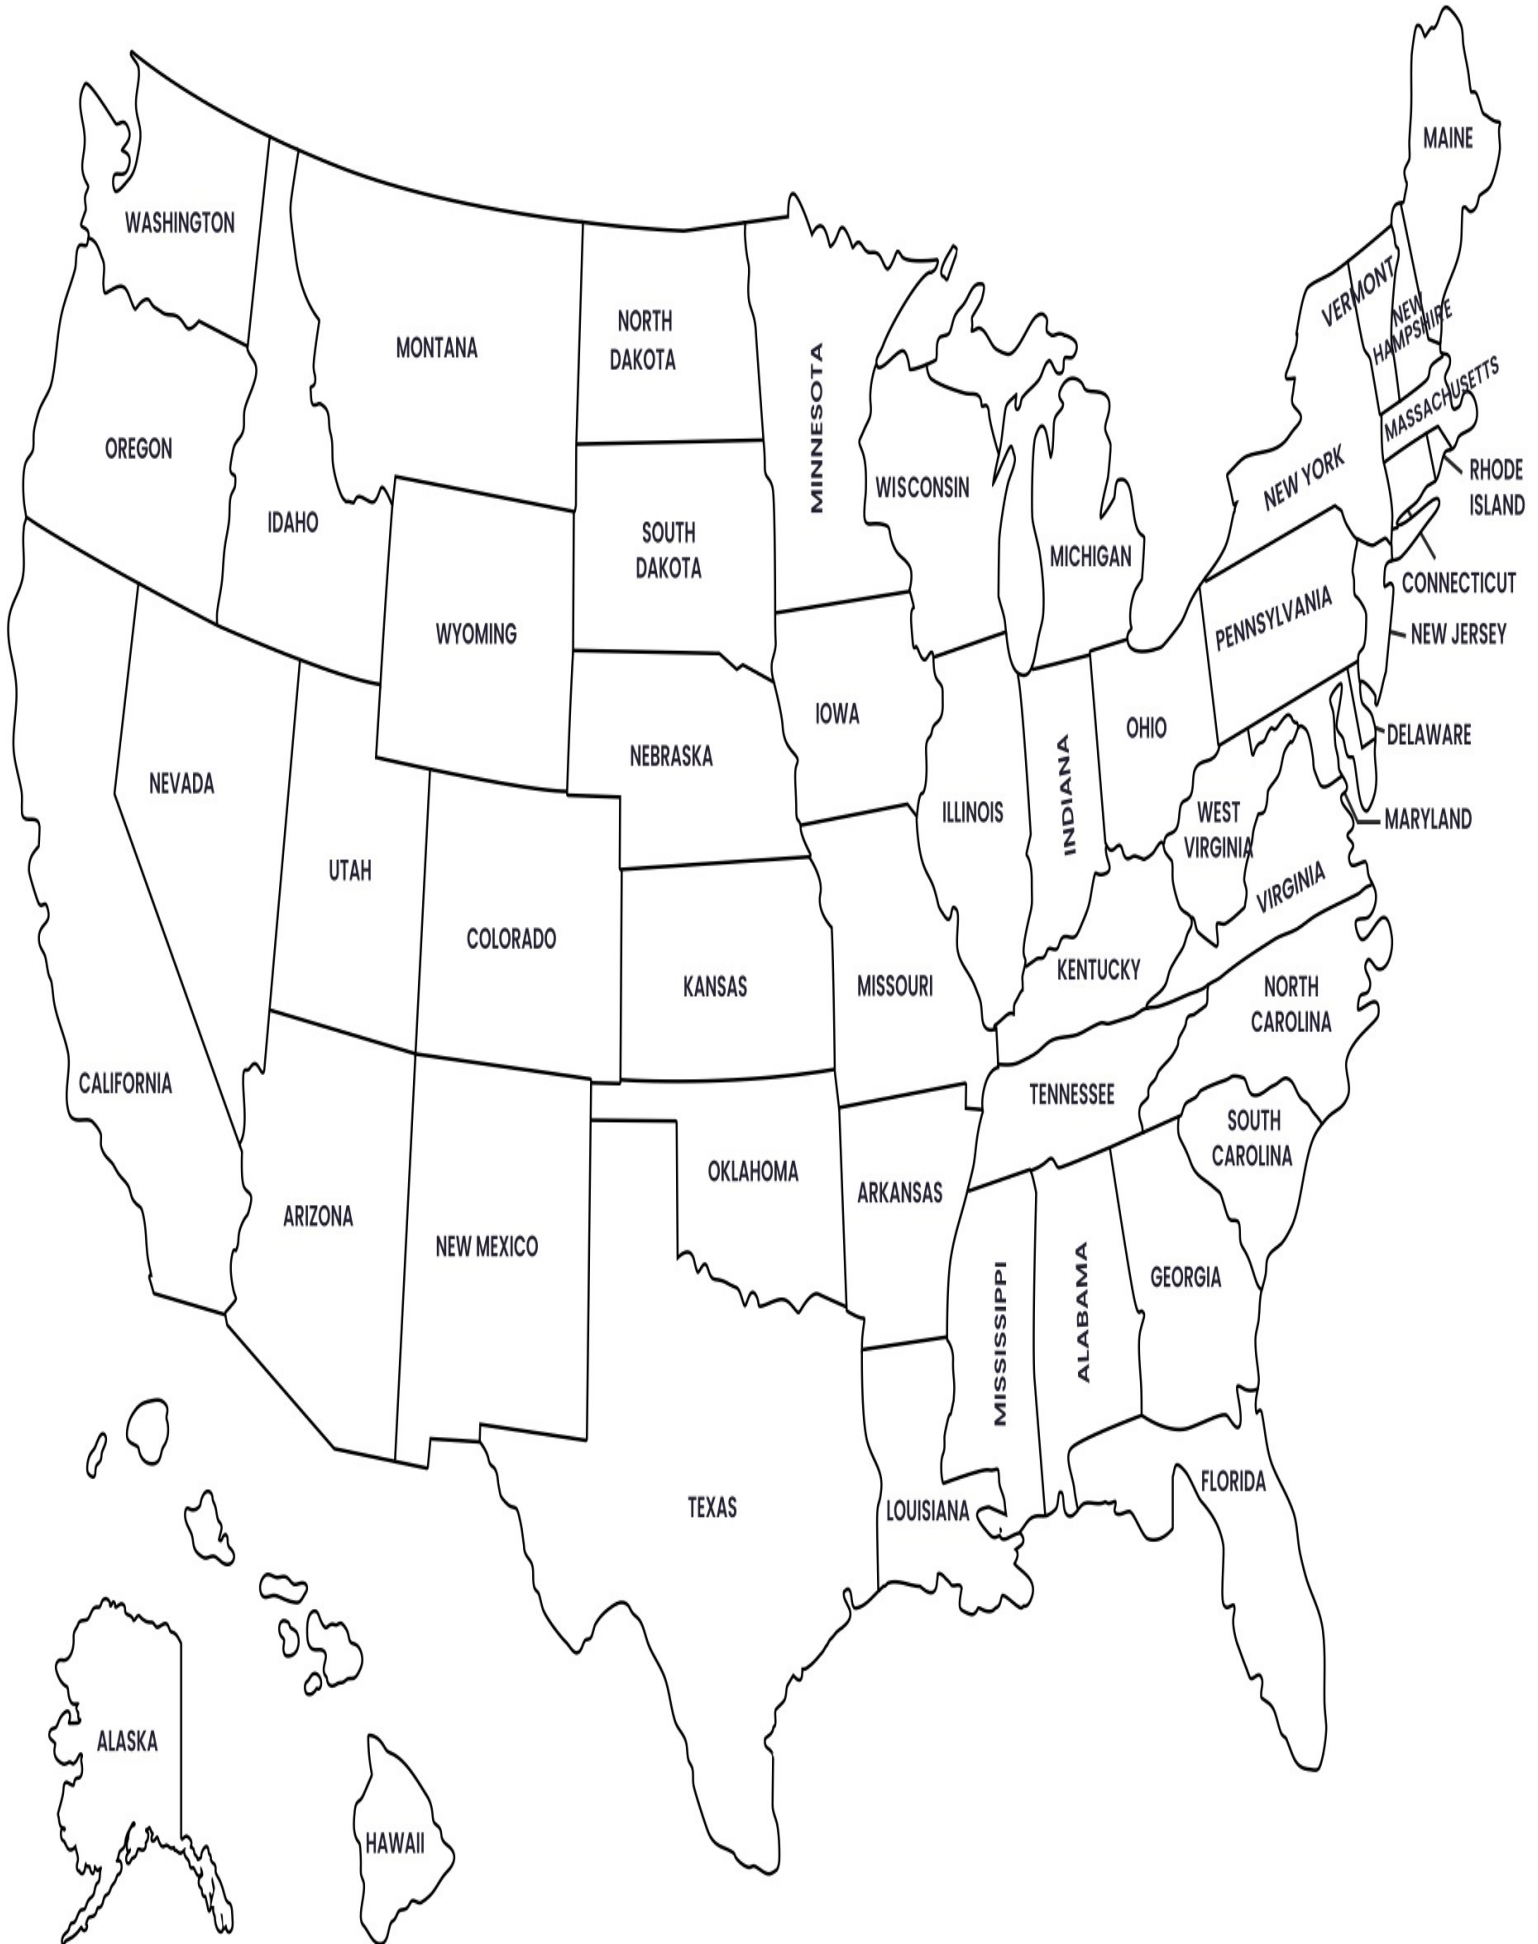 MAINE
WASHINGTON
VERMONT
NEW
HAMPSHIRE
NORTH
DAKOTA
MONTANA
MINNESOTA
MASSACHUSETTS
OREGON
WISCONSIN
NEW YORK
RHODE
ISLAND
IDAHO
SOUTH
DAKOTA
MICHIGAN
CONNECTICUT
WYOMING
PENNSYLVANIA
NEW JERSEY
IOWA
OHIO
DELAWARE
NEBRASKA
NEVADA
INDIANA
ILLINOIS
WEST
VIRGINIA
MARYLAND
UTAH
VIRGINIA
COLORADO
KENTUCKY
KANSAS
MISSOURI
NORTH
CAROLINA
CALIFORNIA
TENNESSEE
SOUTH
CAROLINA
OKLAHOMA
ARKANSAS
ARIZONA
NEW MEXICO
MISSISSIPPI
ALABAMA
GEORGIA
FLORIDA
TEXAS
LOUISIANA
ALASKA
HAWAII